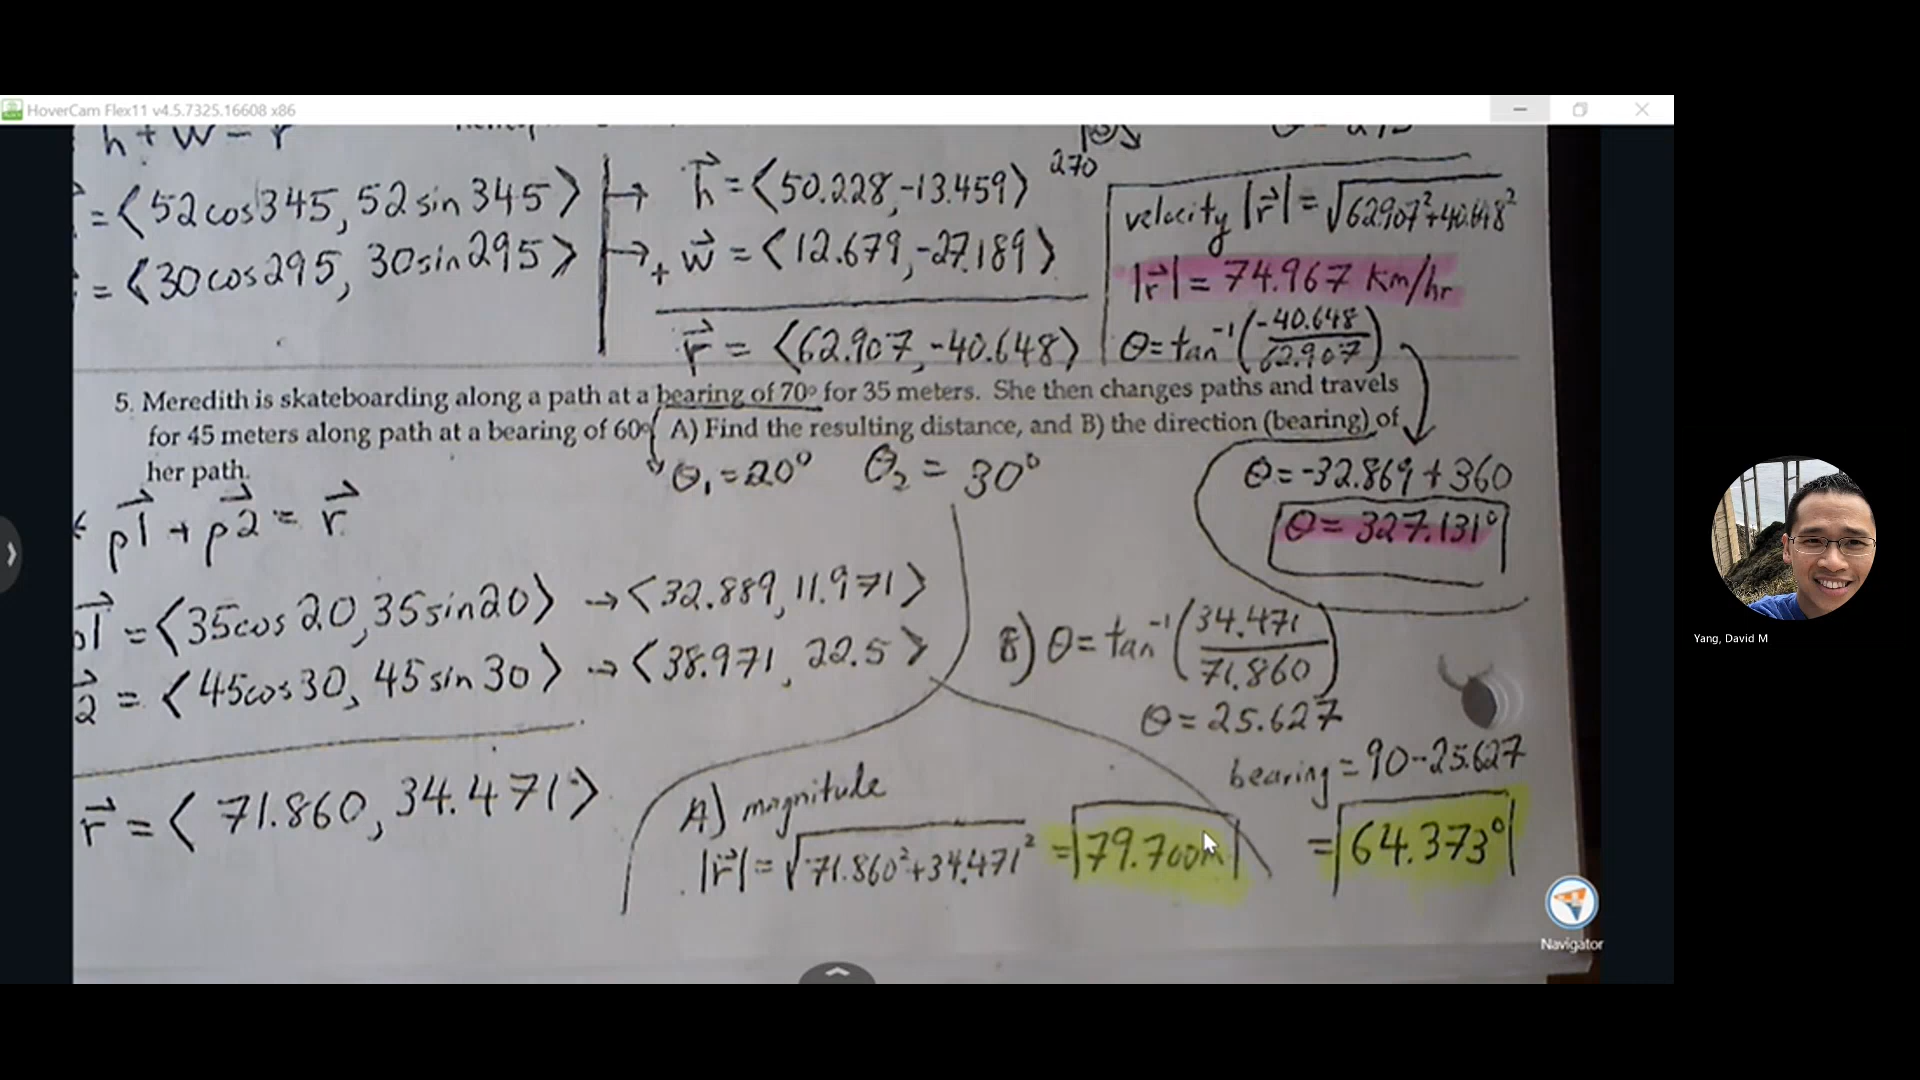 HoverCam Flex11 v4.5.7325.16608 x86
h + w = r
= ⟨52cos345, 52sin345⟩
= ⟨30cos295, 30sin295⟩
h = ⟨50.228, -13.459⟩
270
+ w = ⟨12.679, -27.189⟩
r = ⟨62.907, -40.648⟩
velocity |r| = √62.907²+40.648²
|r| = 74.967 km/hr
θ = tan⁻¹(-40.648/62.907)
5. Meredith is skateboarding along a path at a bearing of 70° for 35 meters. She then changes paths and travels
for 45 meters along path at a bearing of 60° A) Find the resulting distance, and B) the direction (bearing) of
her path.
θ₁ = 20° θ₂ = 30°
θ = -32.869 + 360
θ = 327.131°
p1 + p2 = r
p1 = ⟨35cos20, 35sin20⟩ → ⟨32.889, 11.971⟩
2 = ⟨45cos30, 45sin30⟩ → ⟨38.971, 22.5⟩
r = ⟨71.860, 34.471⟩
A) magnitude
|r| = √71.860²+34.471² = 79.700m
B) θ = tan⁻¹(34.471/71.860)
θ = 25.627
bearing = 90-25.627
= 64.373°
Navigator
Yang, David M